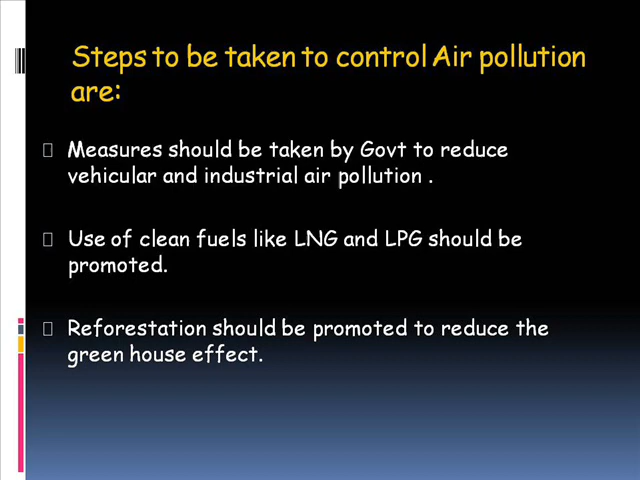 Steps to be taken to control Air pollution
are:
Measures should be taken by Govt to reduce
vehicular and industrial air pollution .
Use of clean fuels like LNG and LPG should be
promoted.
Reforestation should be promoted to reduce the
green house effect.